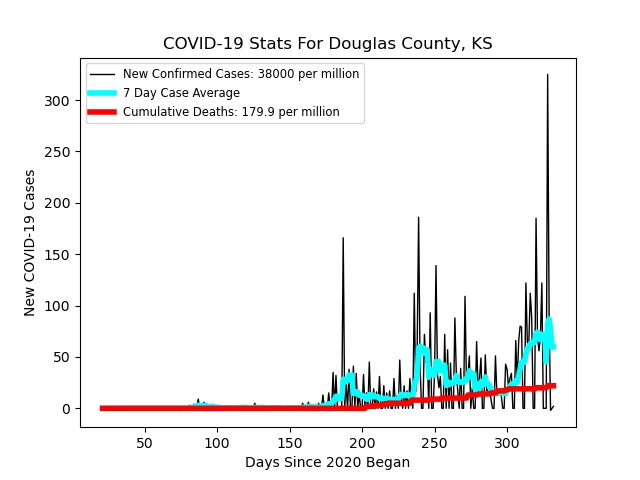 COVID-19 Stats For Douglas County, KS
New Confirmed Cases: 38000 per million
7 Day Case Average
Cumulative Deaths: 179.9 per million
New COVID-19 Cases
300
250
200
150
100
50
0
50 100 150 200 250 300
Days Since 2020 Began